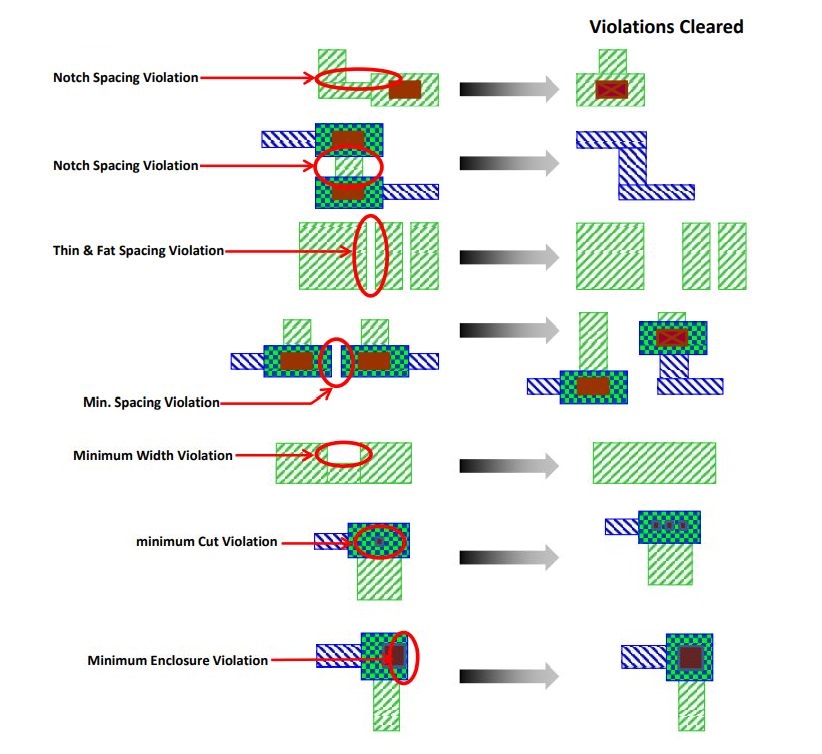 Violations Cleared
Notch Spacing Violation
Notch Spacing Violation
Thin & Fat Spacing Violation
Min. Spacing Violation
Minimum Width Violation
minimum Cut Violation
Minimum Enclosure Violation